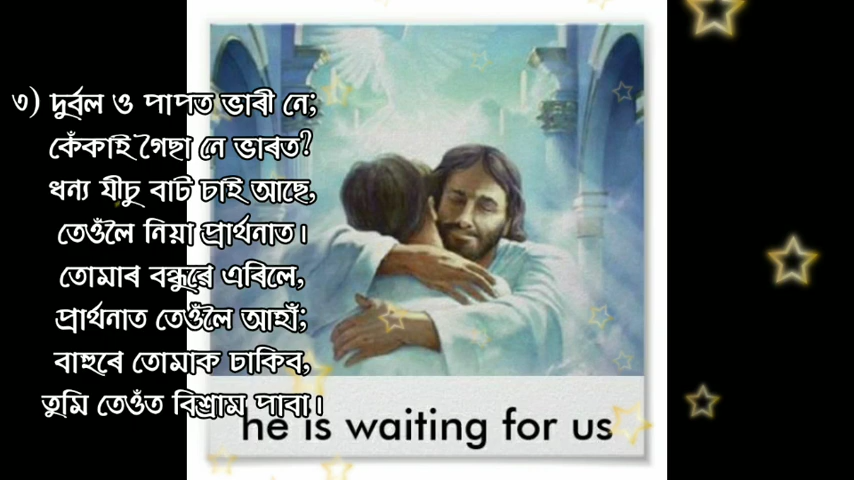 ৩) দুৰ্বল ও পাপত ভাৰী নে;
কেঁকাই গৈছা নে ভাৰত?
ধন্য যীচু বাট চাই আছে,
তেওঁলৈ নিয়া প্ৰাৰ্থনাত।
তোমাৰ বন্ধুৱে এৰিলে,
প্ৰাৰ্থনাত তেওঁলৈ আহাঁ;
বাহুৰে তোমাক ঢাকিব,
তুমি তেওঁত বিশ্ৰাম পাবা।
he is waiting for us